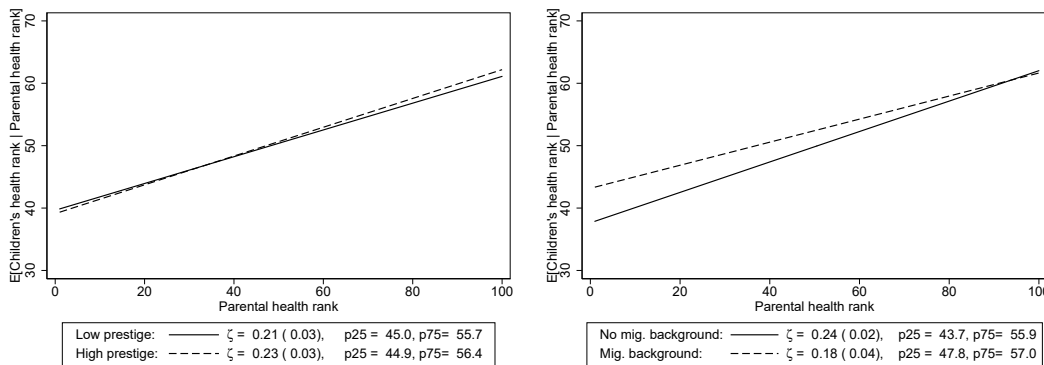 E[Children's health rank | Parental health rank]
70
60
50
40
30
0 20 40 60 80 100
Parental health rank
Low prestige: ζ = 0.21 ( 0.03), p25 = 45.0, p75= 55.7
High prestige: ζ = 0.23 ( 0.03), p25 = 44.9, p75= 56.4
E[Children's health rank | Parental health rank]
70
60
50
40
30
0 20 40 60 80 100
Parental health rank
No mig. background: ζ = 0.24 ( 0.02), p25 = 43.7, p75= 55.9
Mig. background: ζ = 0.18 ( 0.04), p25 = 47.8, p75= 57.0